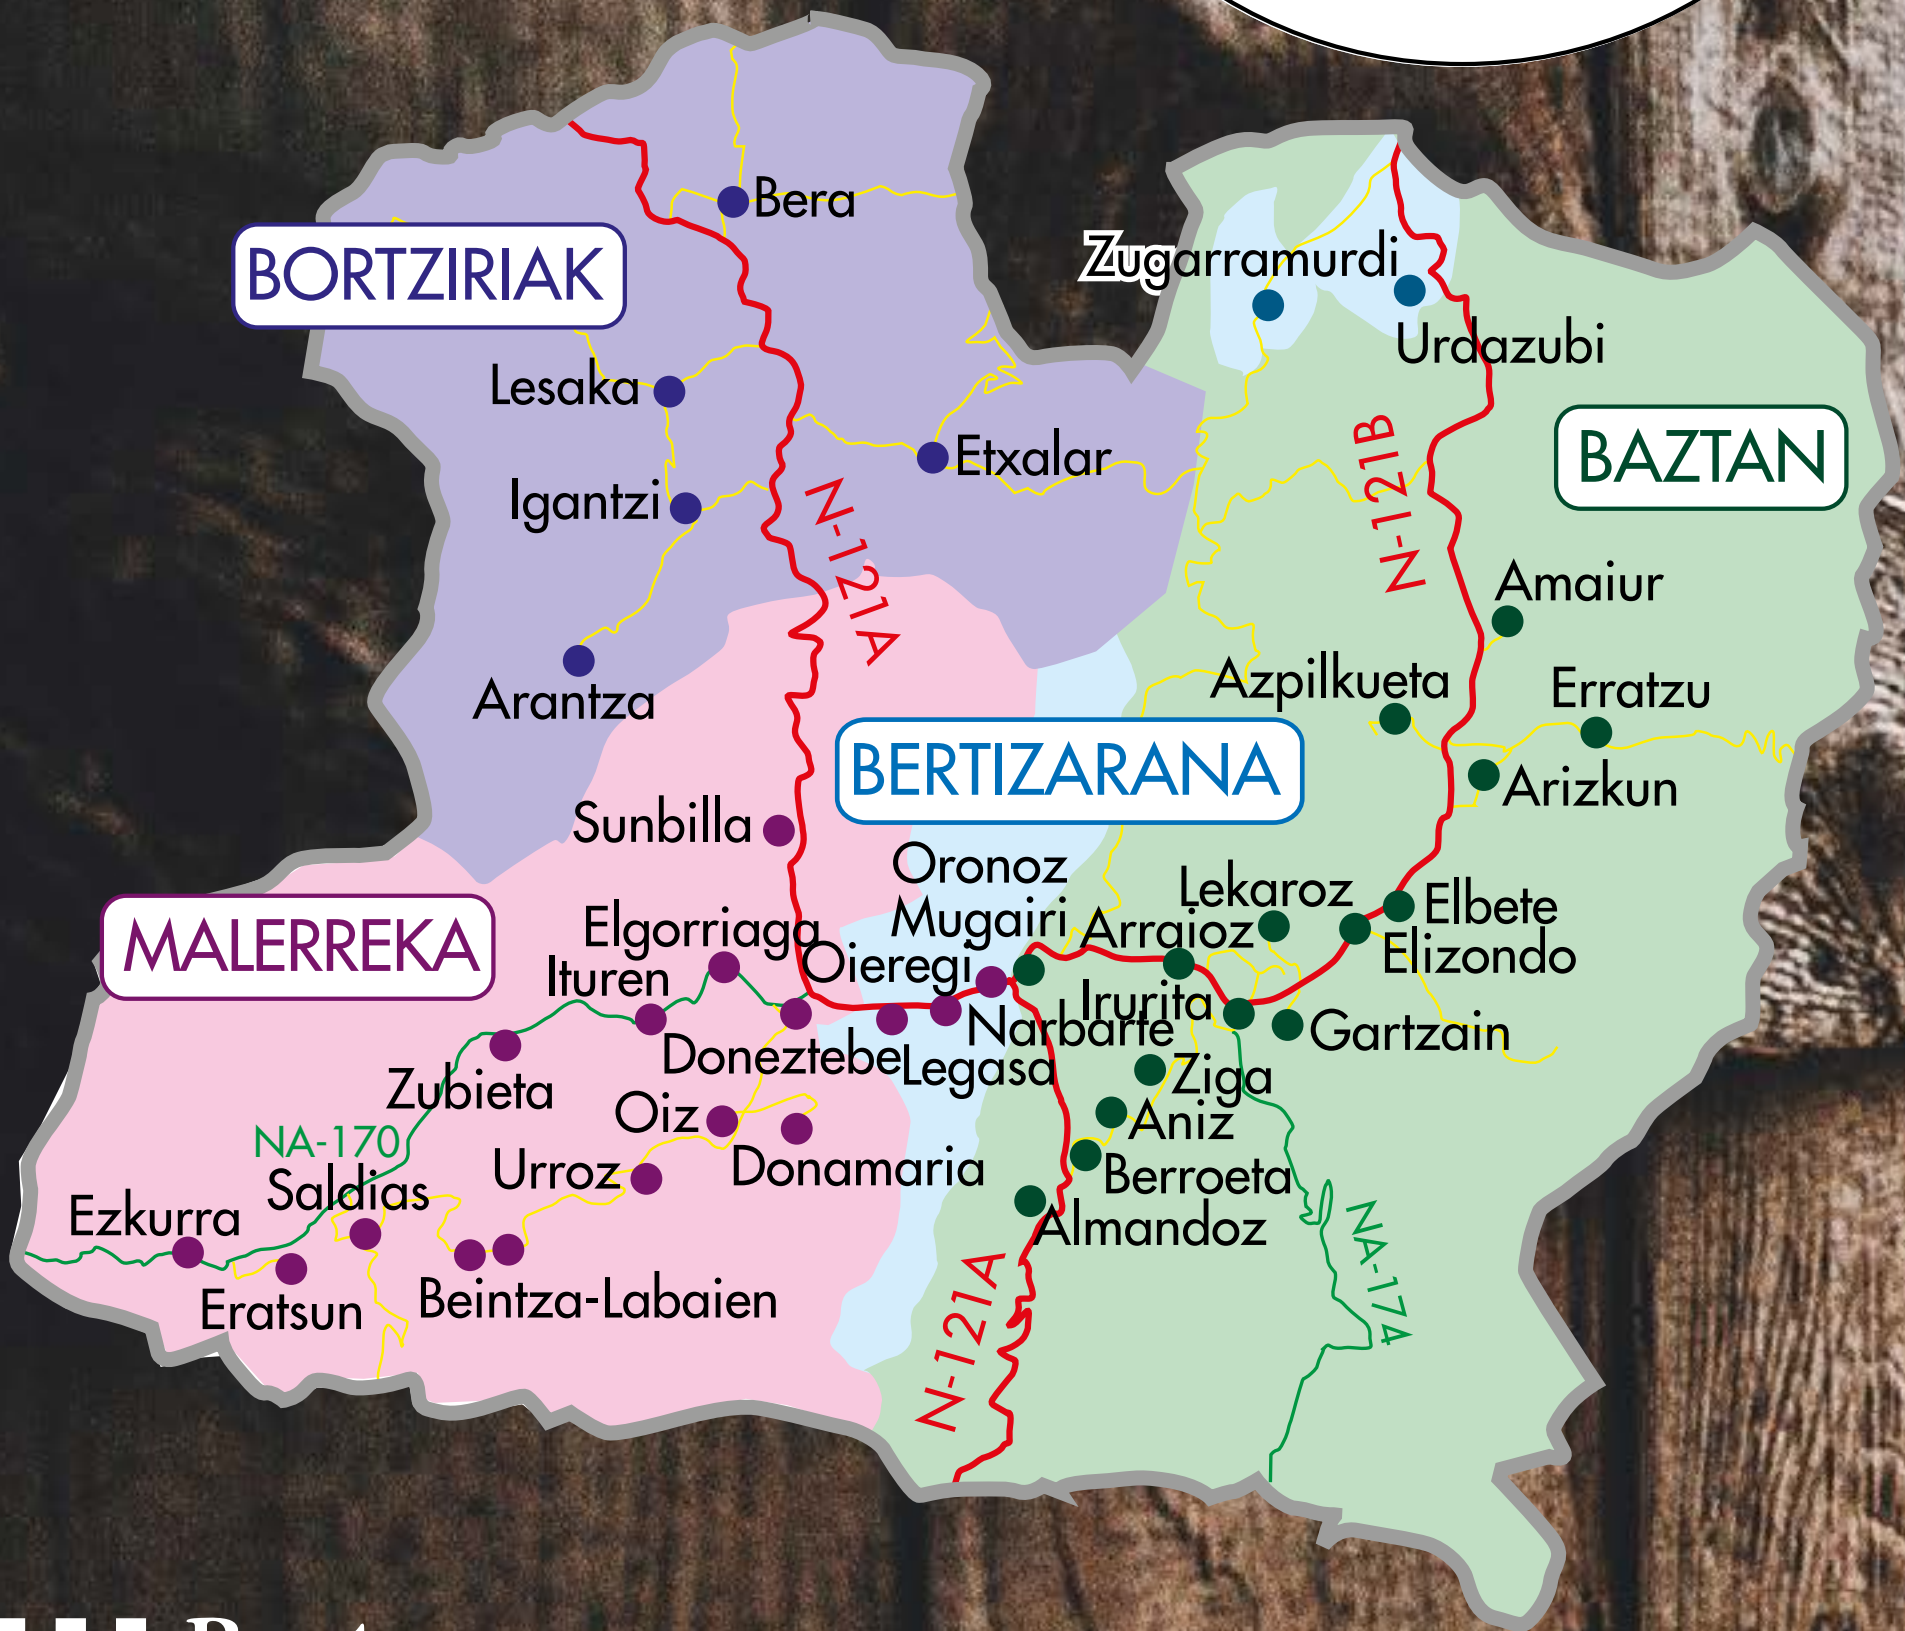 Bera
BORTZIRIAK
Zugarramurdi
Urdazubi
Lesaka
Etxalar
N-121B
BAZTAN
Igantzi
N-121A
Amaiur
Arantza
Azpilkueta
Erratzu
BERTIZARANA
Arizkun
Sunbilla
Oronoz
Mugairi
Lekaroz
Elbete
MALERREKA
Elgorriaga
Arraioz
Elizondo
Ituren
Oieregi
Irurita
Narbarte
Gartzain
Doneztebe
Legasa
Zubieta
Ziga
Oiz
Aniz
NA-170
Saldias
Urroz
Donamaria
Berroeta
Ezkurra
Almandoz
NA-174
Eratsun
Beintza-Labaien
N-121A